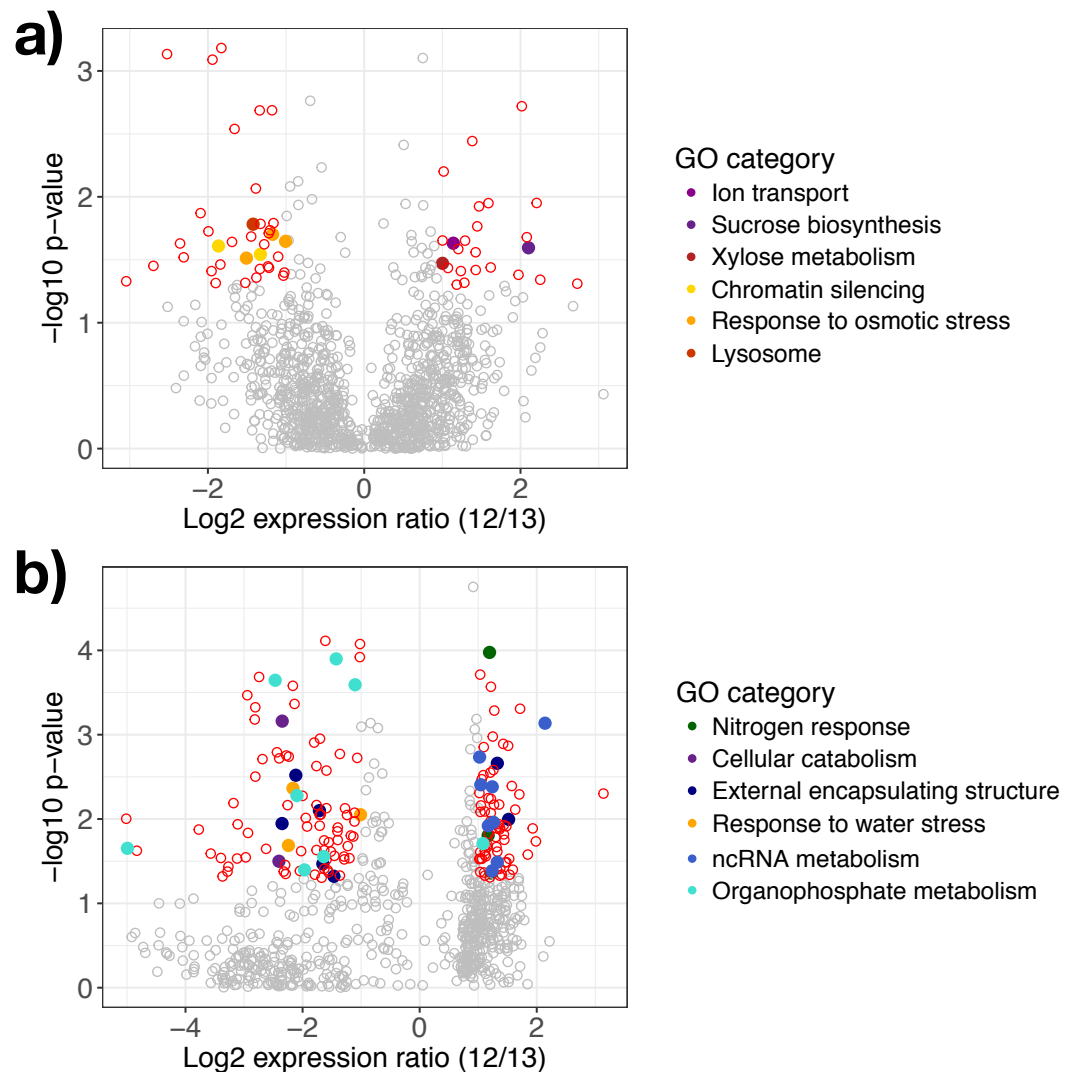 a)
3
2
1
0
−log10 p−value
−2 0 2
Log2 expression ratio (12/13)
GO category
Ion transport
Sucrose biosynthesis
Xylose metabolism
Chromatin silencing
Response to osmotic stress
Lysosome
b)
4
3
2
1
0
−log10 p−value
−4 −2 0 2
Log2 expression ratio (12/13)
GO category
Nitrogen response
Cellular catabolism
External encapsulating structure
Response to water stress
ncRNA metabolism
Organophosphate metabolism